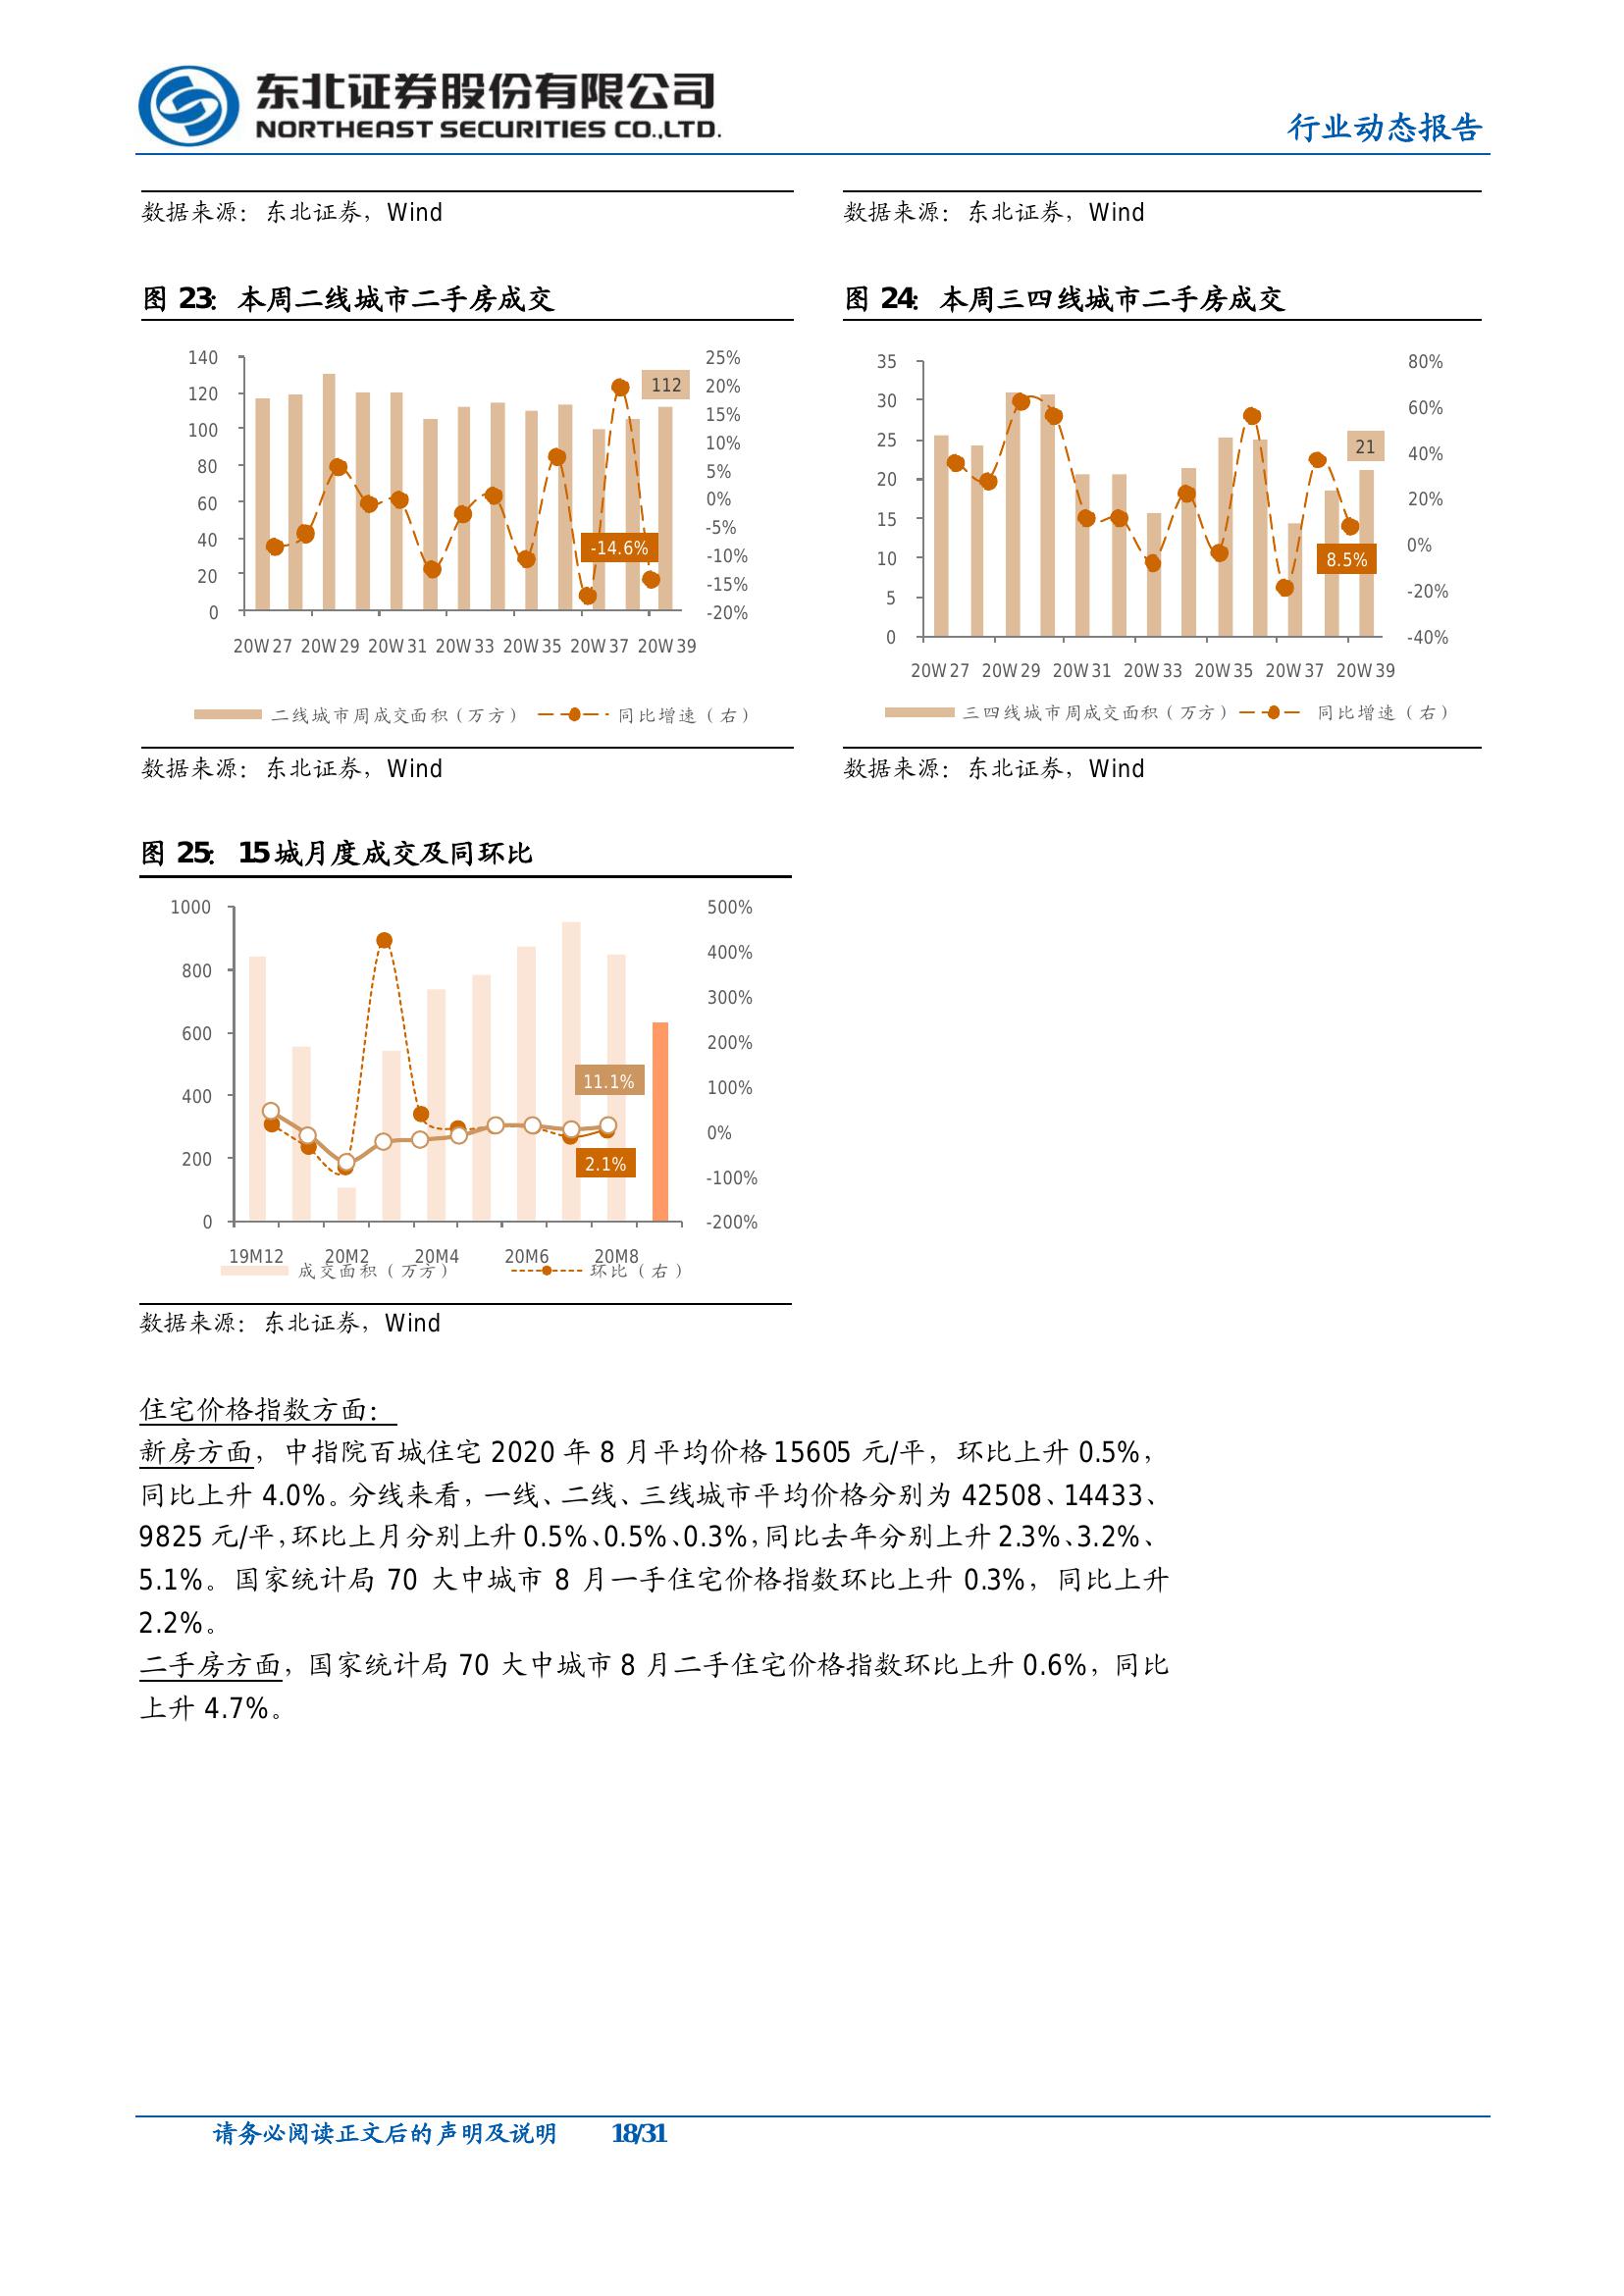 东北证券股份有限公司
NORTHEAST SECURITIES CO.,LTD.
行业动态报告
数据来源：东北证券，Wind
数据来源：东北证券，Wind
图 23：本周二线城市二手房成交
140
120
100
80
60
40
20
0
25%
20%
15%
10%
5%
0%
-5%
-10%
-15%
-20%
112
-14.6%
20W27 20W29 20W31 20W33 20W35 20W37 20W39
二线城市周成交面积（万方） 同比增速（右）
数据来源：东北证券，Wind
图 24：本周三四线城市二手房成交
35
30
25
20
15
10
5
0
80%
60%
40%
20%
0%
-20%
-40%
21
8.5%
20W27 20W29 20W31 20W33 20W35 20W37 20W39
三四线城市周成交面积（万方） 同比增速（右）
数据来源：东北证券，Wind
图 25：15 城月度成交及同环比
1000
800
600
400
200
0
500%
400%
300%
200%
100%
0%
-100%
-200%
11.1%
2.1%
19M12 20M2 20M4 20M6 20M8
成交面积（万方） 环比（右）
数据来源：东北证券，Wind
住宅价格指数方面：
新房方面，中指院百城住宅 2020 年 8 月平均价格 15605 元/平，环比上升 0.5%，
同比上升 4.0%。分线来看，一线、二线、三线城市平均价格分别为 42508、14433、
9825 元/平，环比上月分别上升 0.5%、0.5%、0.3%，同比去年分别上升 2.3%、3.2%、
5.1%。国家统计局 70 大中城市 8 月一手住宅价格指数环比上升 0.3%，同比上升
2.2%。
二手房方面，国家统计局 70 大中城市 8 月二手住宅价格指数环比上升 0.6%，同比
上升 4.7%。
请务必阅读正文后的声明及说明 18/31